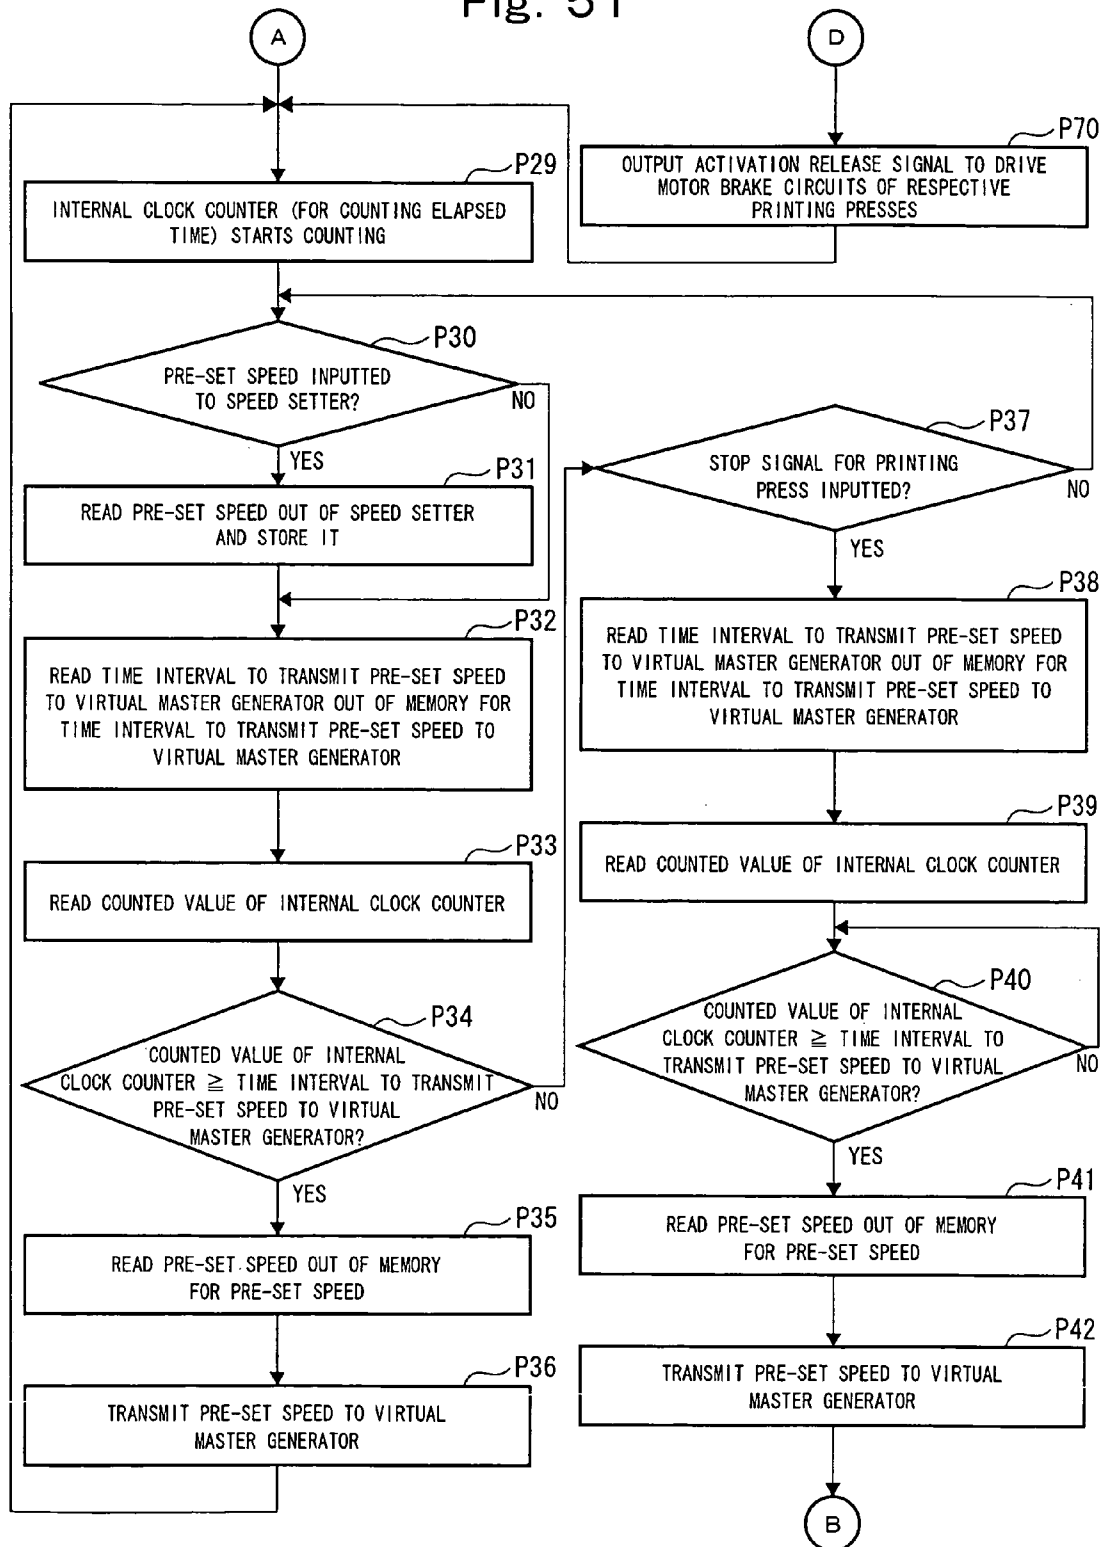 Fig. 51
A
P29
INTERNAL CLOCK COUNTER (FOR COUNTING ELAPSED
TIME) STARTS COUNTING
P30
PRE-SET SPEED INPUTTED
TO SPEED SETTER?
NO
YES
P31
READ PRE-SET SPEED OUT OF SPEED SETTER
AND STORE IT
P32
READ TIME INTERVAL TO TRANSMIT PRE-SET SPEED
TO VIRTUAL MASTER GENERATOR OUT OF MEMORY FOR
TIME INTERVAL TO TRANSMIT PRE-SET SPEED TO
VIRTUAL MASTER GENERATOR
P33
READ COUNTED VALUE OF INTERNAL CLOCK COUNTER
P34
COUNTED VALUE OF INTERNAL
CLOCK COUNTER ≧ TIME INTERVAL TO TRANSMIT
PRE-SET SPEED TO VIRTUAL
MASTER GENERATOR?
NO
YES
P35
READ PRE-SET SPEED OUT OF MEMORY
FOR PRE-SET SPEED
P36
TRANSMIT PRE-SET SPEED TO VIRTUAL
MASTER GENERATOR
D
P70
OUTPUT ACTIVATION RELEASE SIGNAL TO DRIVE
MOTOR BRAKE CIRCUITS OF RESPECTIVE
PRINTING PRESSES
P37
STOP SIGNAL FOR PRINTING
PRESS INPUTTED?
NO
YES
P38
READ TIME INTERVAL TO TRANSMIT PRE-SET SPEED
TO VIRTUAL MASTER GENERATOR OUT OF MEMORY FOR
TIME INTERVAL TO TRANSMIT PRE-SET SPEED TO
VIRTUAL MASTER GENERATOR
P39
READ COUNTED VALUE OF INTERNAL CLOCK COUNTER
P40
COUNTED VALUE OF INTERNAL
CLOCK COUNTER ≧ TIME INTERVAL TO
TRANSMIT PRE-SET SPEED TO VIRTUAL
MASTER GENERATOR?
NO
YES
P41
READ PRE-SET SPEED OUT OF MEMORY
FOR PRE-SET SPEED
P42
TRANSMIT PRE-SET SPEED TO VIRTUAL
MASTER GENERATOR
B